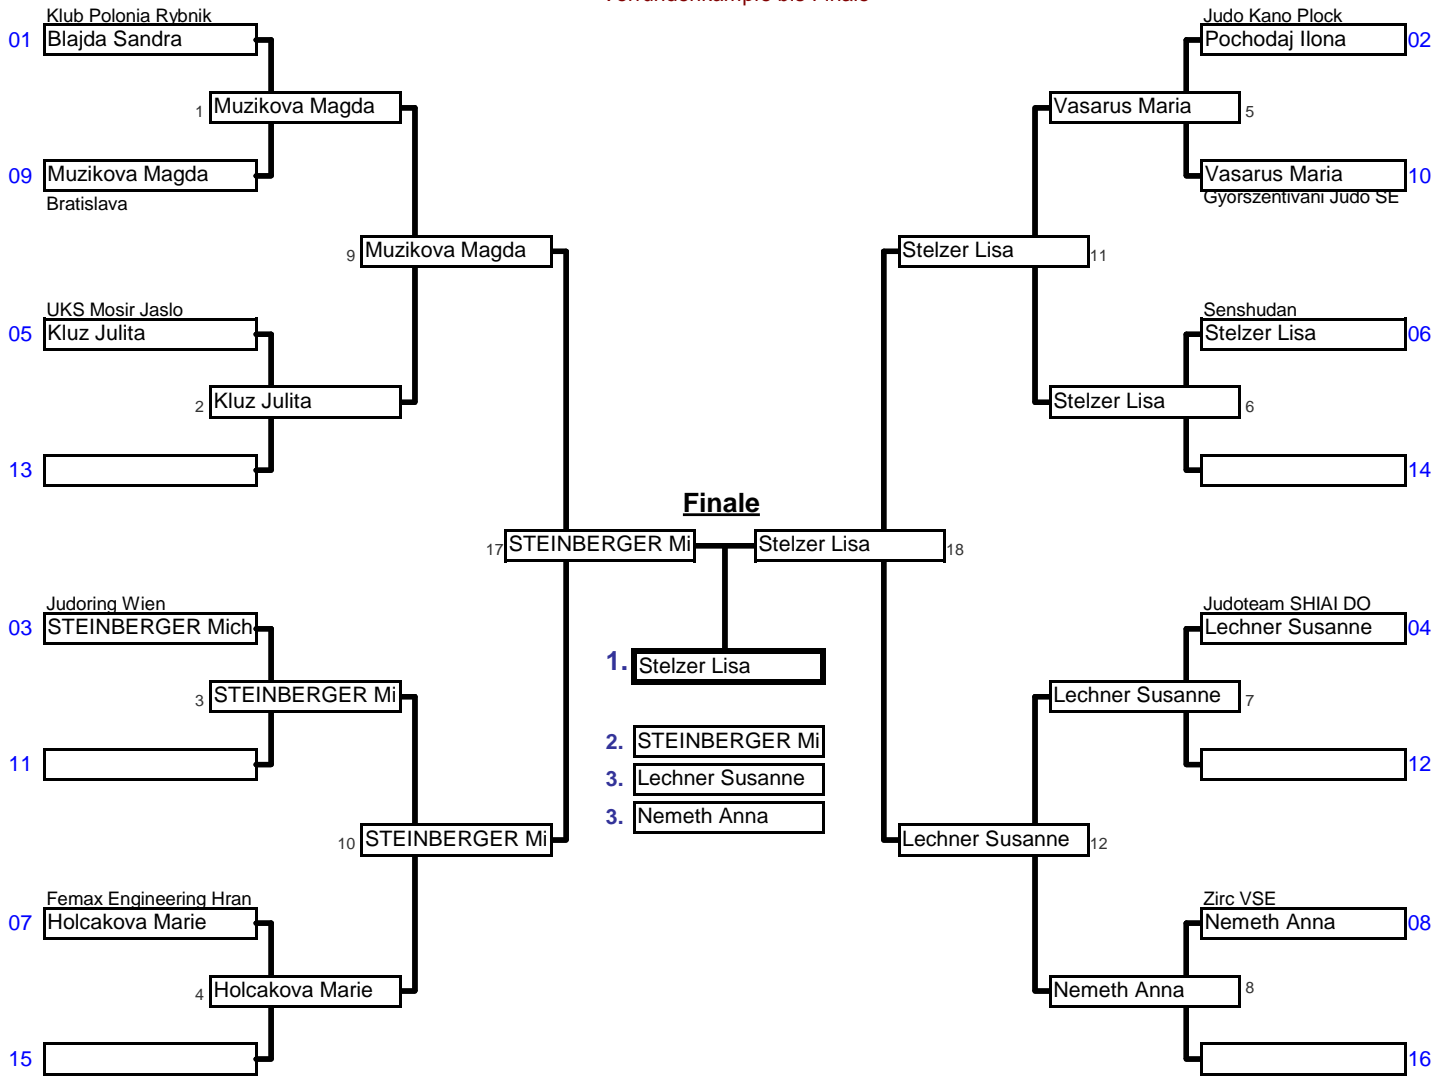 Vorrundenkämpfe bis Finale
Klub Polonia Rybnik
01 Blajda Sandra
1 Muzikova Magda
09 Muzikova Magda
Bratislava
9 Muzikova Magda
UKS Mosir Jaslo
05 Kluz Julita
2 Kluz Julita
13
17 STEINBERGER Mi
Judoring Wien
03 STEINBERGER Mich
3 STEINBERGER Mi
11
10 STEINBERGER Mi
Femax Engineering Hran
07 Holcakova Marie
4 Holcakova Marie
15
Finale
1. Stelzer Lisa
2. STEINBERGER Mi
3. Lechner Susanne
3. Nemeth Anna
Judo Kano Plock
Pochodaj Ilona 02
Vasarus Maria 5
Vasarus Maria 10
Gyorszentivani Judo SE
Stelzer Lisa 11
Senshudan
Stelzer Lisa 06
Stelzer Lisa 6
14
Stelzer Lisa 18
Judoteam SHIAI DO
Lechner Susanne 04
Lechner Susanne 7
12
Lechner Susanne 12
Zirc VSE
Nemeth Anna 08
Nemeth Anna 8
16